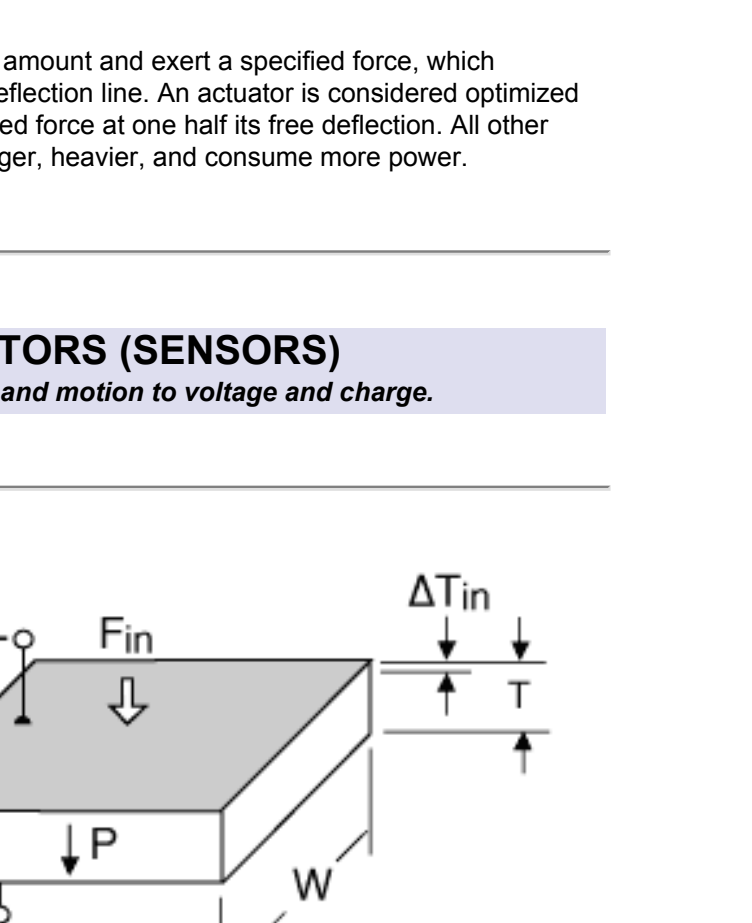 amount and exert a specified force, which
eflection line. An actuator is considered optimized
ed force at one half its free deflection. All other
ger, heavier, and consume more power.
TORS (SENSORS)
and motion to voltage and charge.
ΔTin
Fin
T
P
W